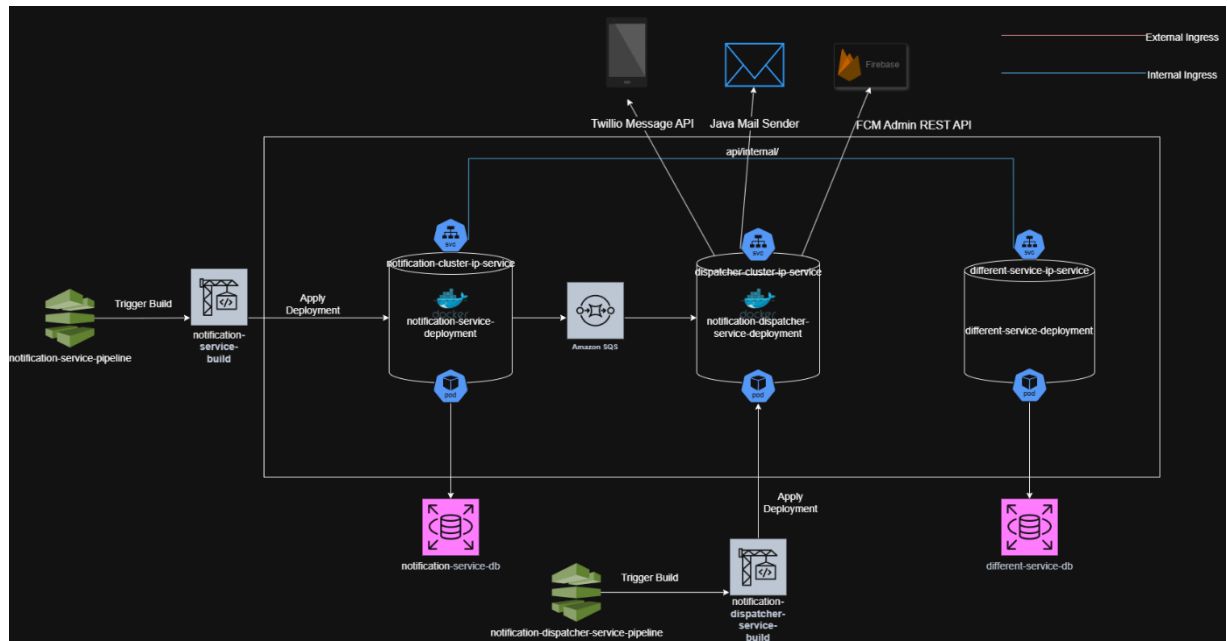 External Ingress
Internal Ingress
Firebase
Twillio Message API
Java Mail Sender
FCM Admin REST API
api/internal/
svc
svc
svc
notification-cluster-ip-service
dispatcher-cluster-ip-service
different-service-ip-service
docker
docker
notification-service-
deployment
notification-dispatcher-
service-deployment
different-service-deployment
Trigger Build
Apply
Deployment
Amazon SQS
notification-service-pipeline
notification-
service-
build
pod
pod
pod
notification-service-db
different-service-db
Apply
Deployment
Trigger Build
notification-dispatcher-service-pipeline
notification-
dispatcher-
service-
build